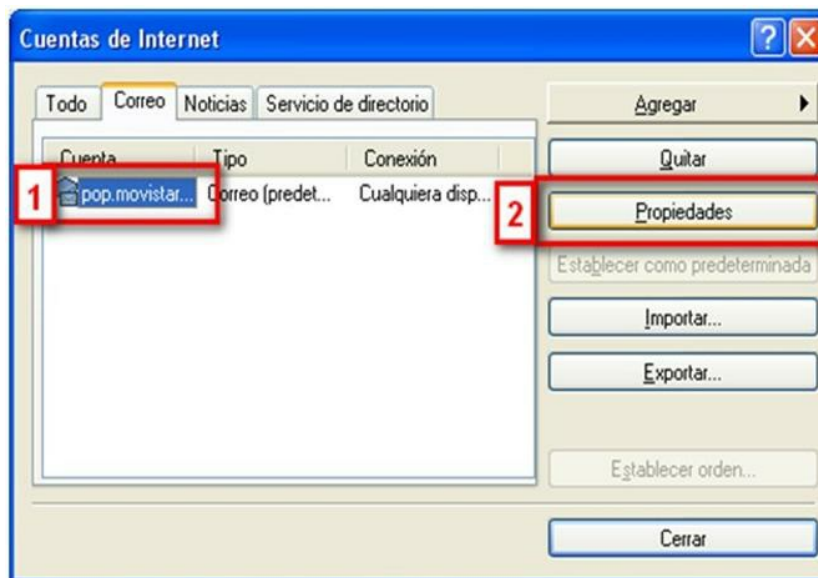 Cuentas de Internet
Todo Correo Noticias Servicio de directorio
Agregar
Cuenta Tipo Conexión
Quitar
1 pop.movistar... Correo (predet... Cualquiera disp...
2 Propiedades
Establecer como predeterminada
Importar...
Exportar...
Establecer orden...
Cerrar